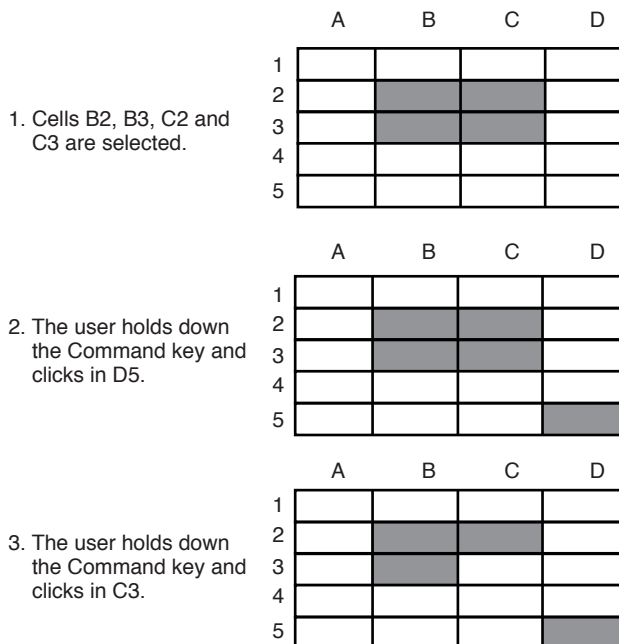 A B C D
1
2
3
4
5
1. Cells B2, B3, C2 and
C3 are selected.
A B C D
1
2
3
4
5
2. The user holds down
the Command key and
clicks in D5.
A B C D
1
2
3
4
5
3. The user holds down
the Command key and
clicks in C3.